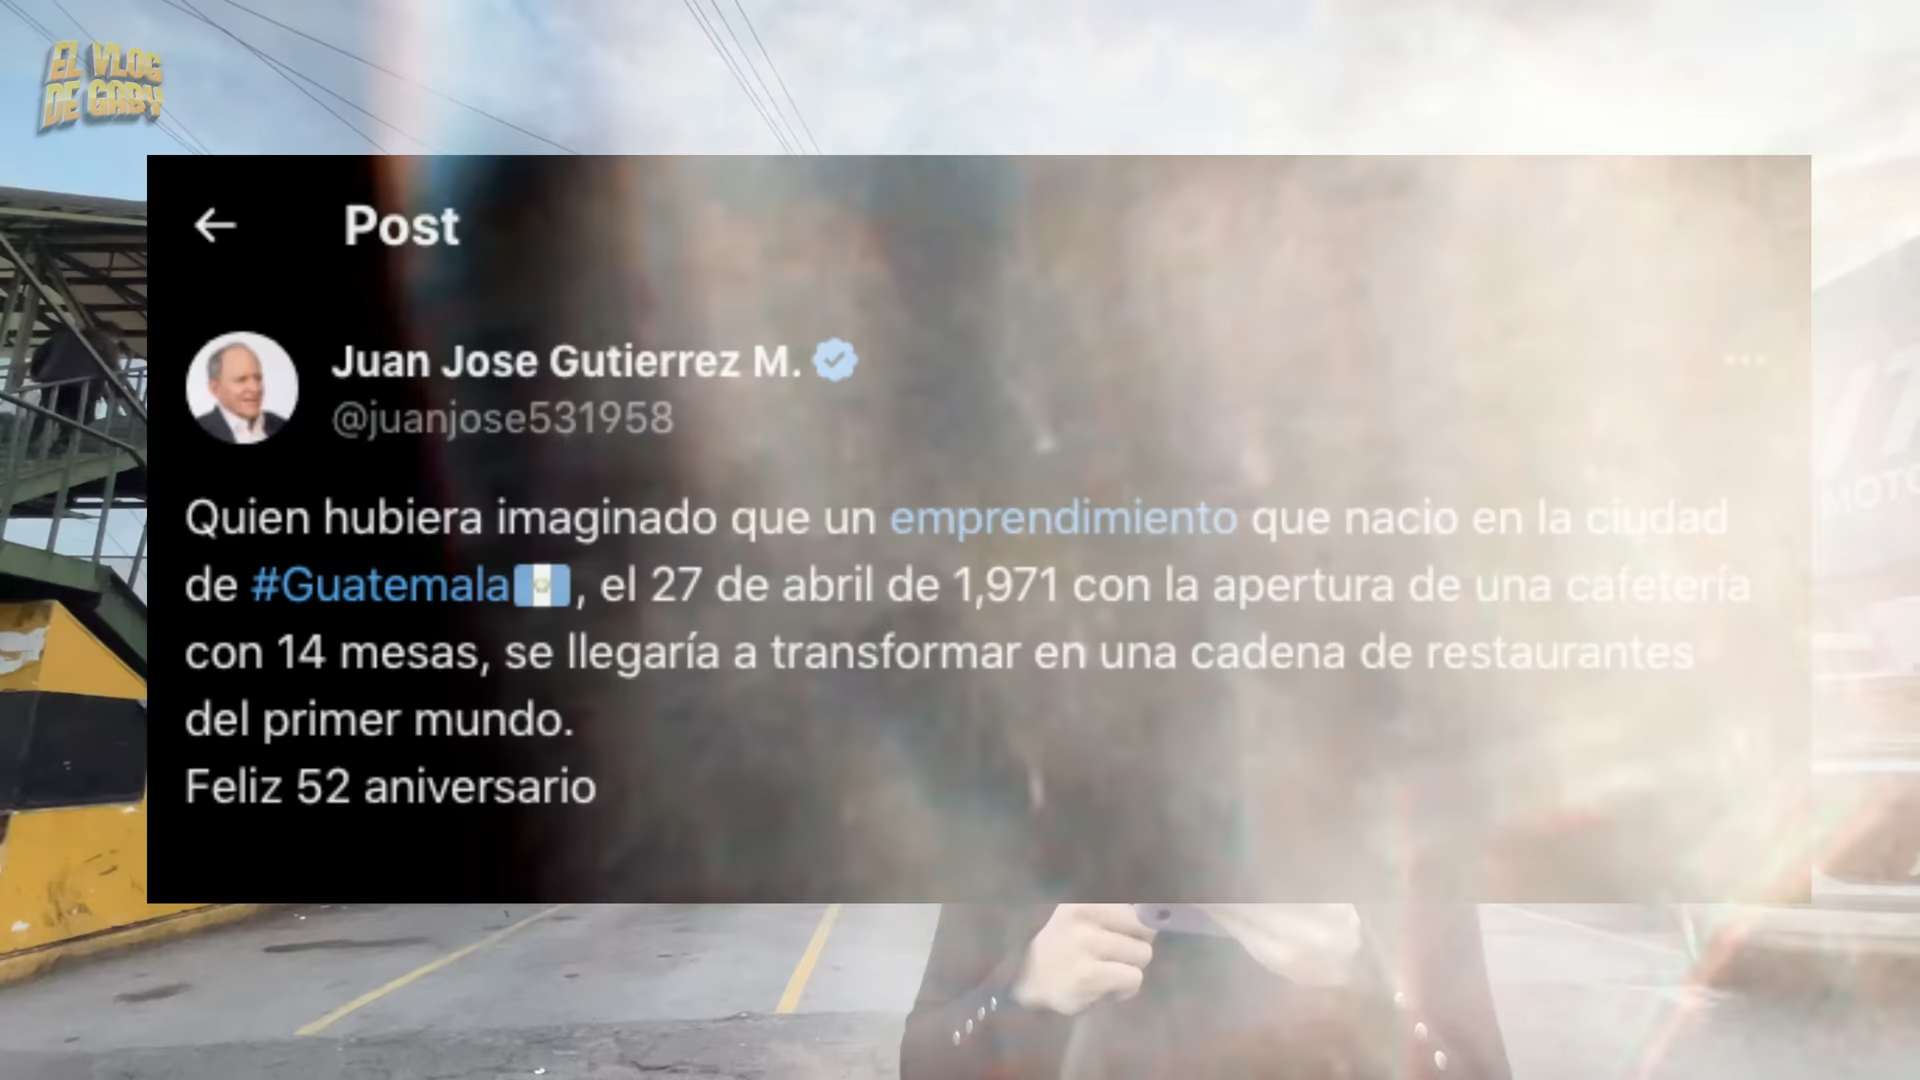 EL VLOG
DE GABY
Post
Juan Jose Gutierrez M.
@juanjose531958
Quien hubiera imaginado que un emprendimiento que nacio en la ciudad
de #Guatemala🇬🇹, el 27 de abril de 1,971 con la apertura de una cafetería
con 14 mesas, se llegaría a transformar en una cadena de restaurantes
del primer mundo.
Feliz 52 aniversario